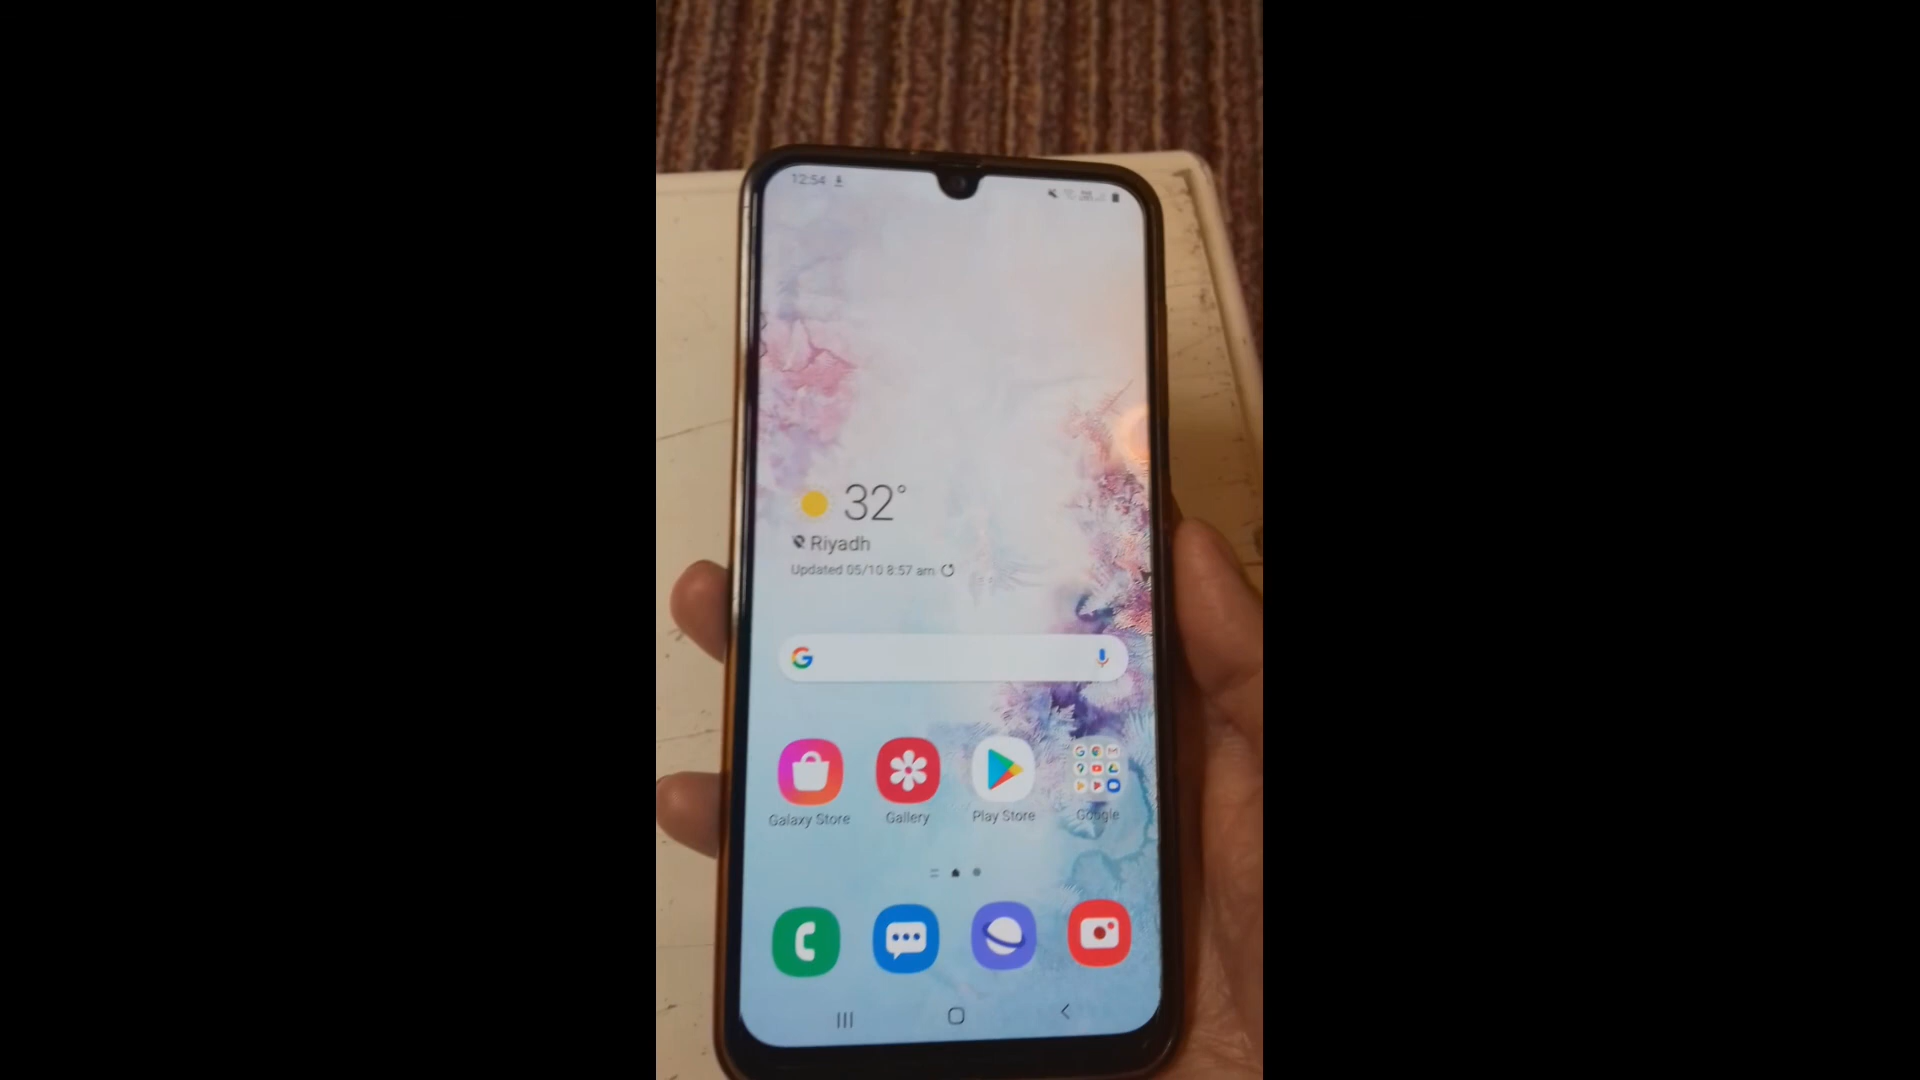 12:54
32°
Riyadh
Updated 05/10 8:57 am
G
Galaxy Store
Gallery
Play Store
Google